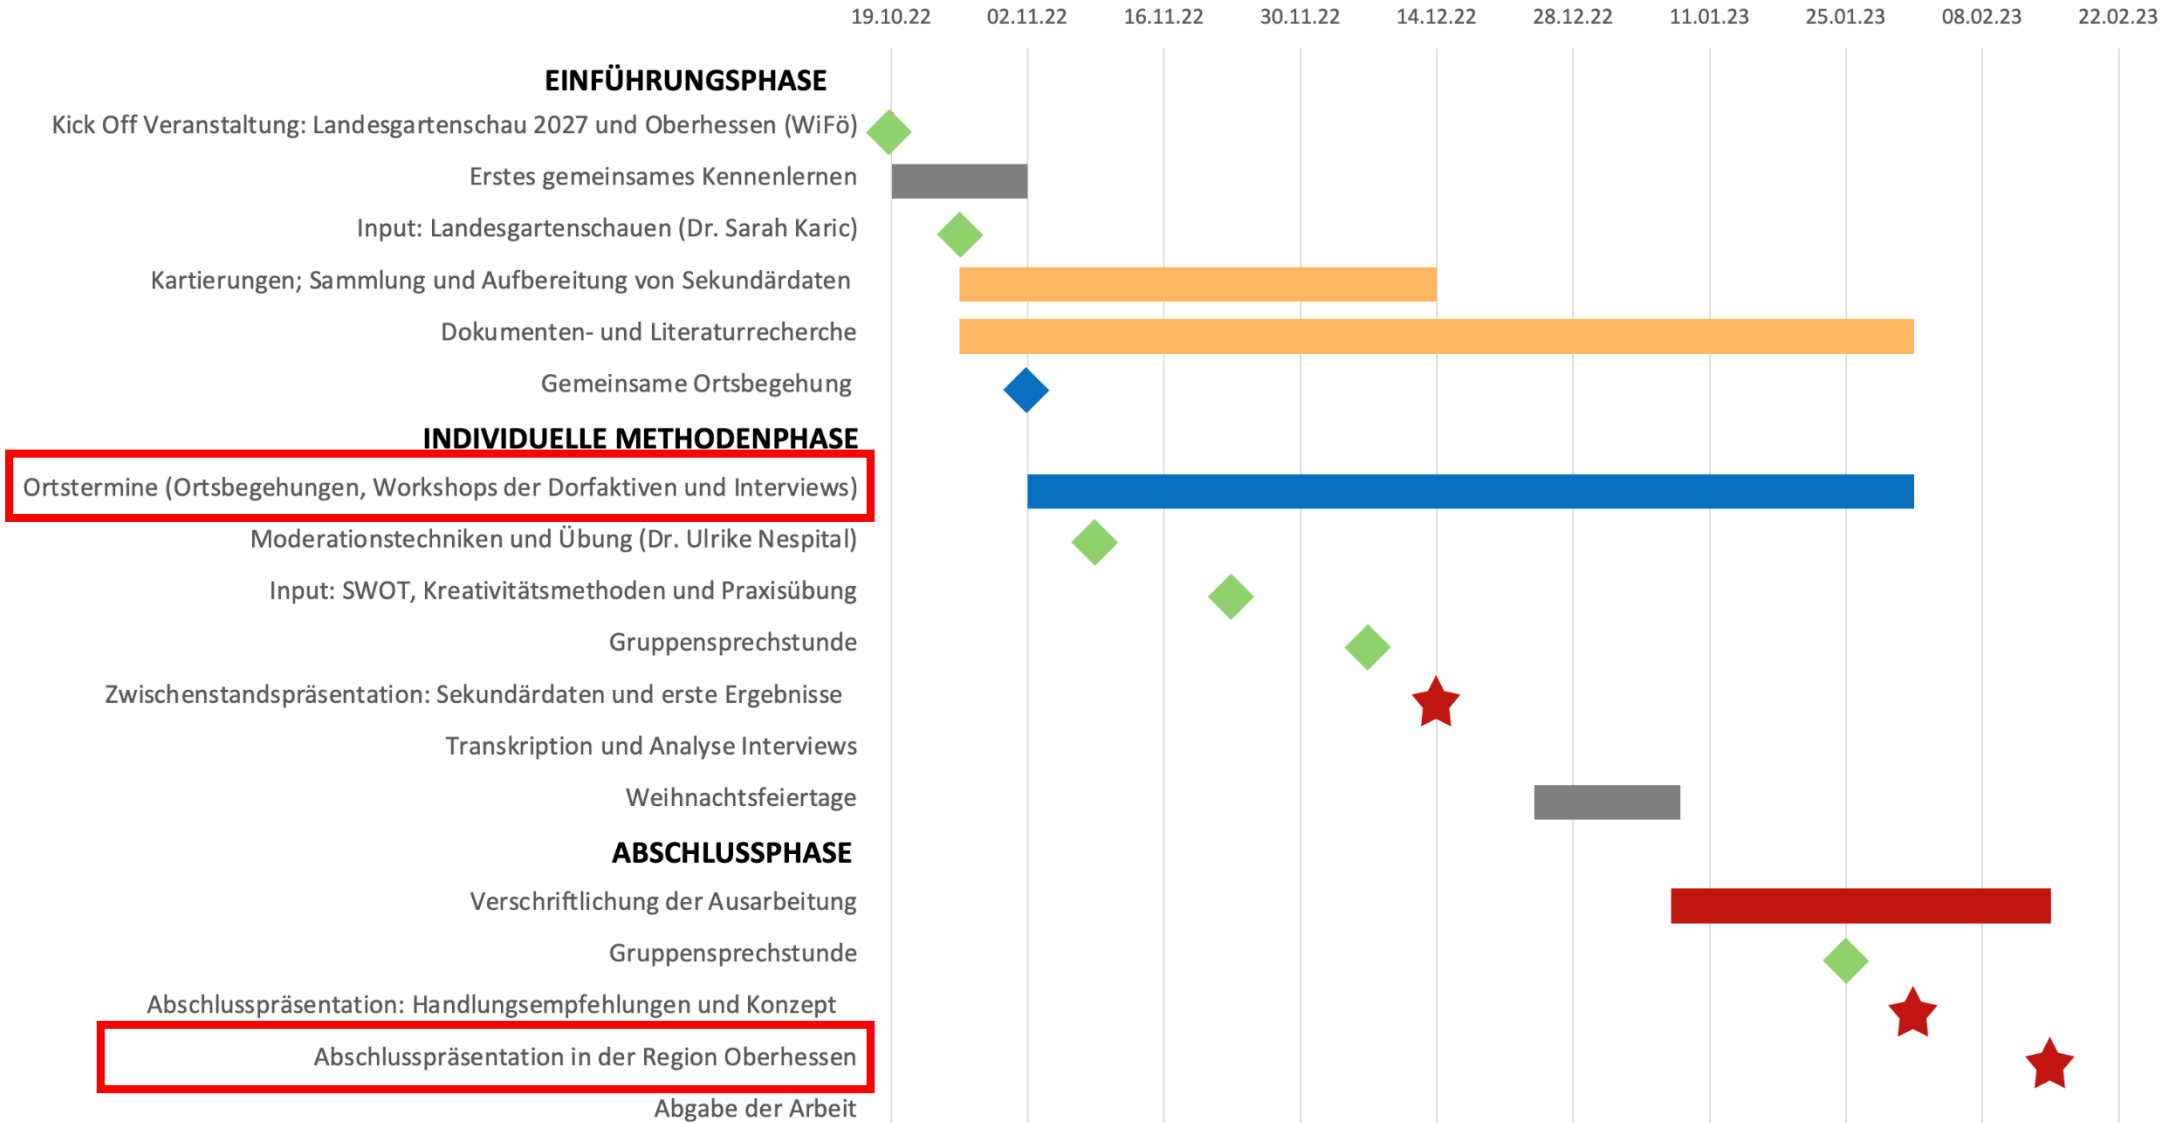 19.10.22 02.11.22 16.11.22 30.11.22 14.12.22 28.12.22 11.01.23 25.01.23 08.02.23 22.02.23
EINFÜHRUNGSPHASE
Kick Off Veranstaltung: Landesgartenschau 2027 und Oberhessen (WiFö)
Erstes gemeinsames Kennenlernen
Input: Landesgartenschauen (Dr. Sarah Karic)
Kartierungen; Sammlung und Aufbereitung von Sekundärdaten
Dokumenten- und Literaturrecherche
Gemeinsame Ortsbegehung
INDIVIDUELLE METHODENPHASE
Ortstermine (Ortsbegehungen, Workshops der Dorfaktiven und Interviews)
Moderationstechniken und Übung (Dr. Ulrike Nespital)
Input: SWOT, Kreativitätsmethoden und Praxisübung
Gruppensprechstunde
Zwischenstandspräsentation: Sekundärdaten und erste Ergebnisse
Transkription und Analyse Interviews
Weihnachtsfeiertage
ABSCHLUSSPHASE
Verschriftlichung der Ausarbeitung
Gruppensprechstunde
Abschlusspräsentation: Handlungsempfehlungen und Konzept
Abschlusspräsentation in der Region Oberhessen
Abgabe der Arbeit